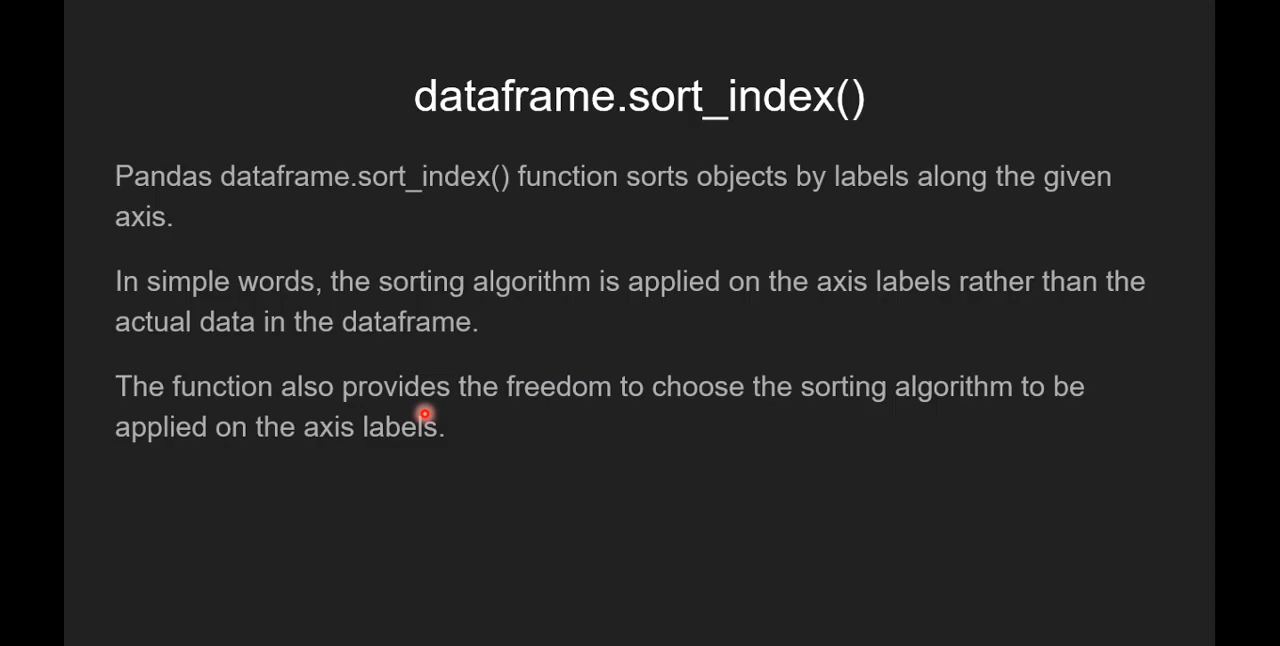 dataframe.sort_index()
Pandas dataframe.sort_index() function sorts objects by labels along the given
axis.
In simple words, the sorting algorithm is applied on the axis labels rather than the
actual data in the dataframe.
The function also provides the freedom to choose the sorting algorithm to be
applied on the axis labels.